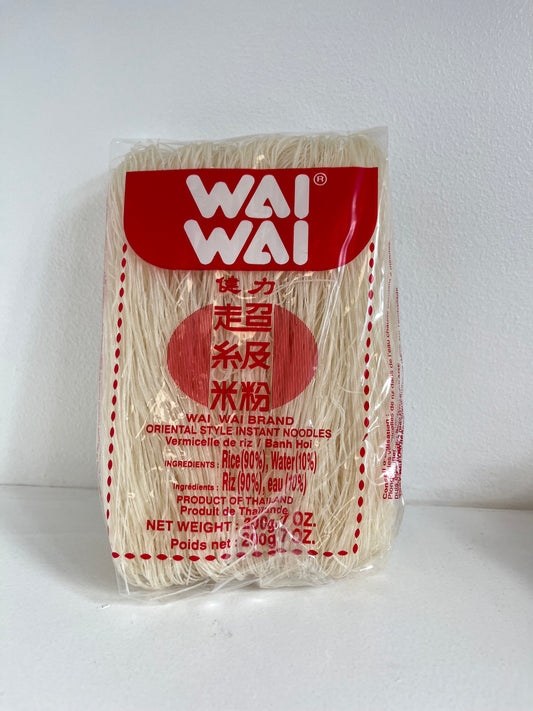 WAI®
WAI
健力
超級
米粉
WAI WAI BRAND
ORIENTAL STYLE INSTANT NOODLES
Vermicelle de riz / Banh Hoi
INGREDIENTS : Rice(90%), Water(10%)
Ingrédients : Riz(90%), eau(10%)
PRODUCT OF THAILAND
Produit de Thaïlande
NET WEIGHT : 200g/7 OZ.
Poids net : 200g/7 OZ.